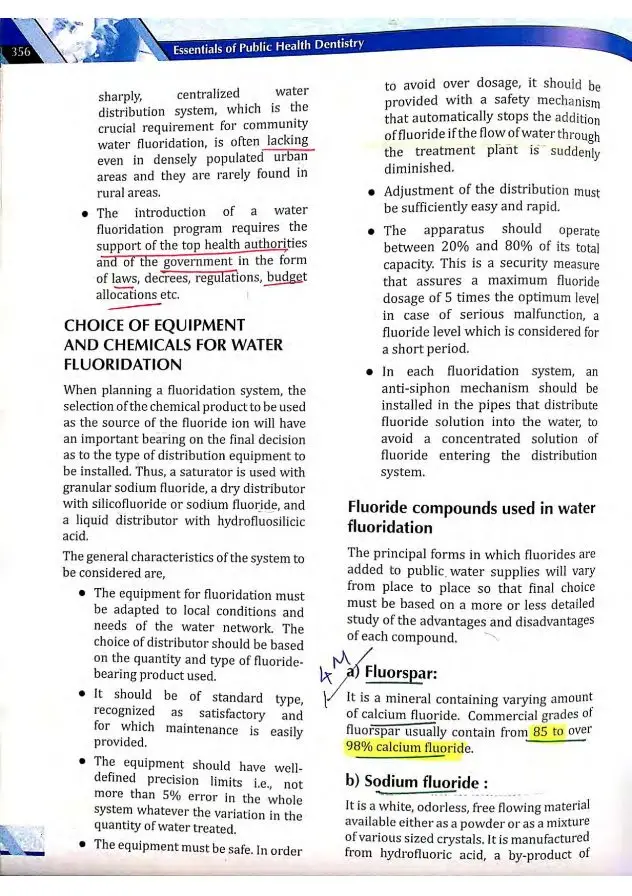 356
Essentials of Public Health Dentistry
sharply, centralized water
distribution system, which is the
crucial requirement for community
water fluoridation, is often lacking
even in densely populated urban
areas and they are rarely found in
rural areas.
• The introduction of a water
fluoridation program requires the
support of the top health authorities
and of the government in the form
of laws, decrees, regulations, budget
allocations etc.
CHOICE OF EQUIPMENT
AND CHEMICALS FOR WATER
FLUORIDATION
When planning a fluoridation system, the
selection of the chemical product to be used
as the source of the fluoride ion will have
an important bearing on the final decision
as to the type of distribution equipment to
be installed. Thus, a saturator is used with
granular sodium fluoride, a dry distributor
with silicofluoride or sodium fluoride, and
a liquid distributor with hydrofluosilicic
acid.
The general characteristics of the system to
be considered are,
• The equipment for fluoridation must
be adapted to local conditions and
needs of the water network. The
choice of distributor should be based
on the quantity and type of fluoride-
bearing product used.
• It should be of standard type,
recognized as satisfactory and
for which maintenance is easily
provided.
• The equipment should have well-
defined precision limits i.e., not
more than 5% error in the whole
system whatever the variation in the
quantity of water treated.
• The equipment must be safe. In order
to avoid over dosage, it should be
provided with a safety mechanism
that automatically stops the addition
of fluoride if the flow of water through
the treatment plant is suddenly
diminished.
• Adjustment of the distribution must
be sufficiently easy and rapid.
• The apparatus should operate
between 20% and 80% of its total
capacity. This is a security measure
that assures a maximum fluoride
dosage of 5 times the optimum level
in case of serious malfunction, a
fluoride level which is considered for
a short period.
• In each fluoridation system, an
anti-siphon mechanism should be
installed in the pipes that distribute
fluoride solution into the water, to
avoid a concentrated solution of
fluoride entering the distribution
system.
Fluoride compounds used in water
fluoridation
The principal forms in which fluorides are
added to public water supplies will vary
from place to place so that final choice
must be based on a more or less detailed
study of the advantages and disadvantages
of each compound.
4M
a) Fluorspar:
It is a mineral containing varying amount
of calcium fluoride. Commercial grades of
fluorspar usually contain from 85 to over
98% calcium fluoride.
b) Sodium fluoride :
It is a white, odorless, free flowing material
available either as a powder or as a mixture
of various sized crystals. It is manufactured
from hydrofluoric acid, a by-product of